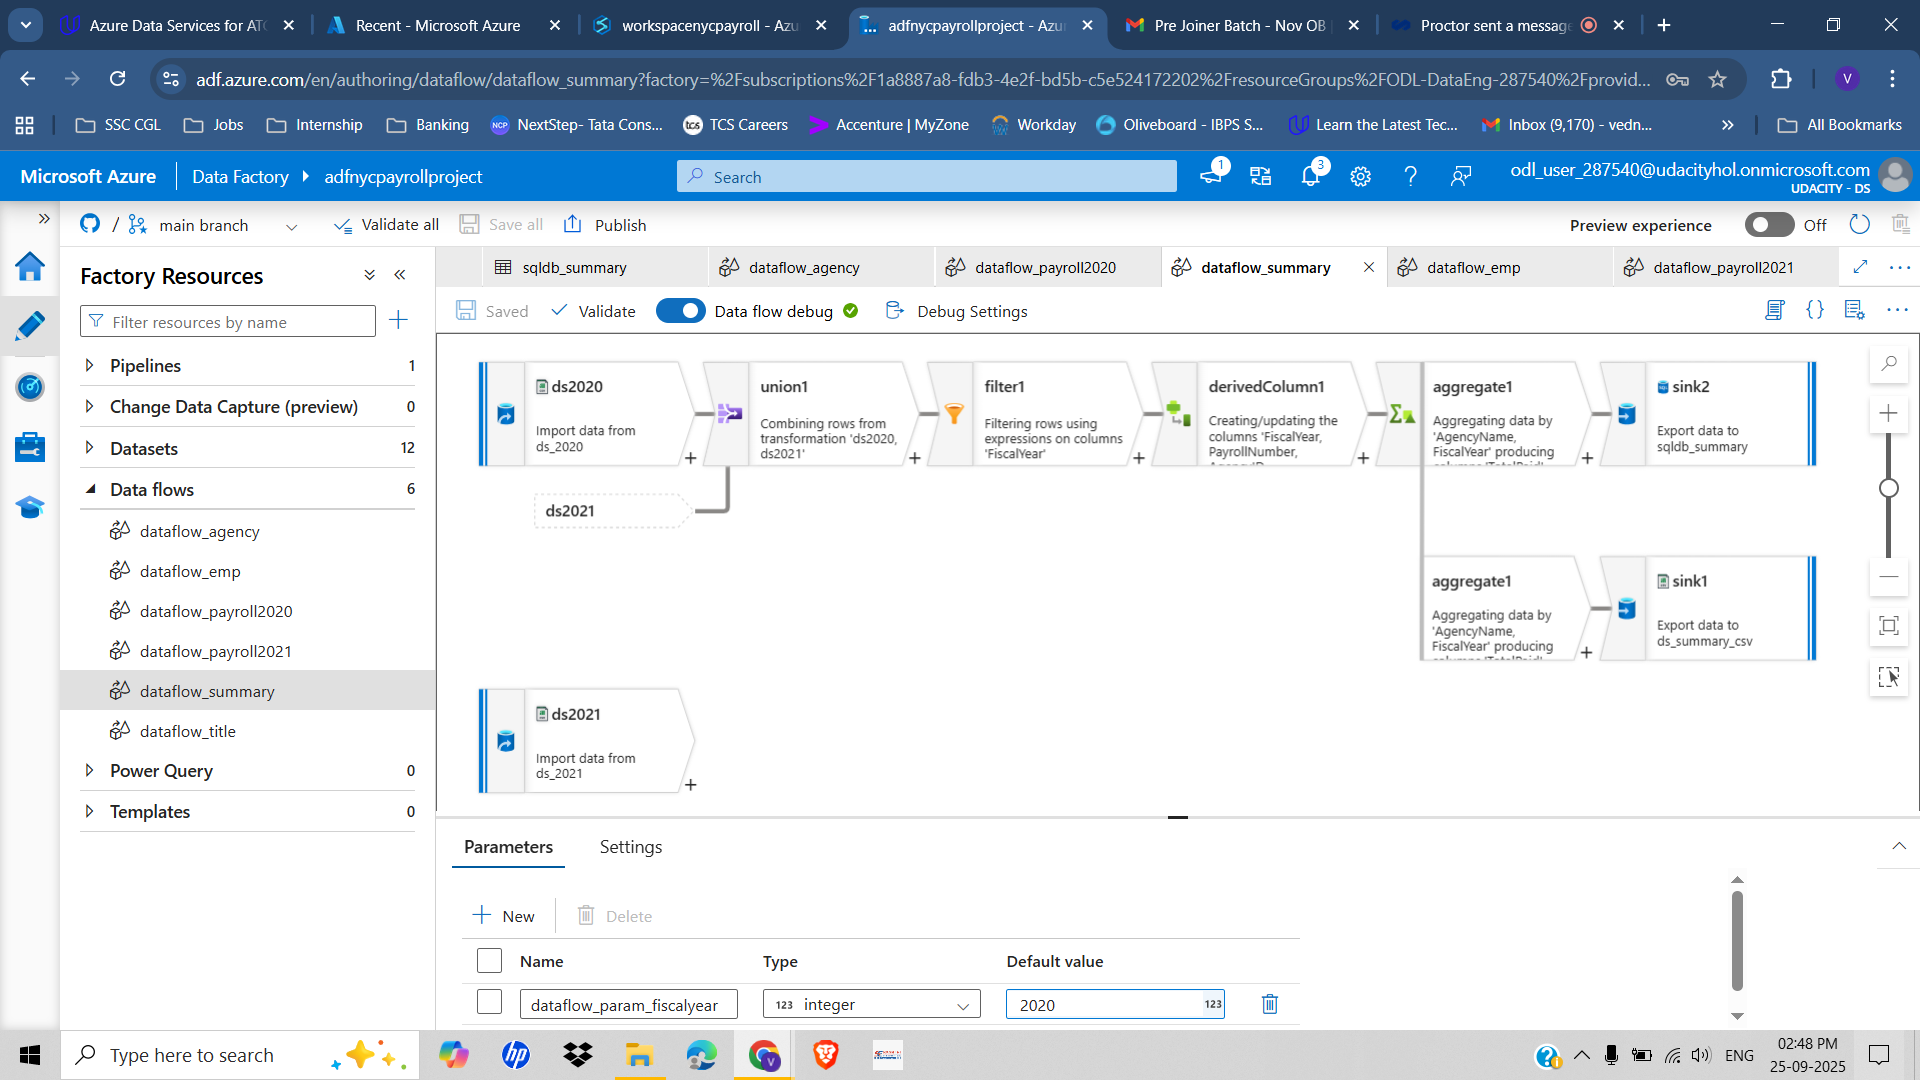 Azure Data Services for ATC
Recent - Microsoft Azure
workspacenycpayroll - Azu
adfnycpayrollproject - Azur
Pre Joiner Batch - Nov OB
Proctor sent a message
adf.azure.com/en/authoring/dataflow/dataflow_summary?factory=%2Fsubscriptions%2F1a8887a8-fdb3-4e2f-bd5b-c5e524172202%2FresourceGroups%2FODL-DataEng-287540%2Fprovid...
V
SSC CGL
Jobs
Internship
Banking
NextStep- Tata Cons...
TCS Careers
Accenture | MyZone
Workday
Oliveboard - IBPS S...
Learn the Latest Tec...
Inbox (9,170) - vedn...
All Bookmarks
Microsoft Azure
Data Factory
adfnycpayrollproject
Search
1
3
odl_user_287540@udacityhol.onmicrosoft.com
UDACITY - DS
/ main branch
Validate all
Save all
Publish
Preview experience
Off
Factory Resources
Filter resources by name
Pipelines 1
Change Data Capture (preview) 0
Datasets 12
Data flows 6
dataflow_agency
dataflow_emp
dataflow_payroll2020
dataflow_payroll2021
dataflow_summary
dataflow_title
Power Query 0
Templates 0
sqldb_summary
dataflow_agency
dataflow_payroll2020
dataflow_summary
dataflow_emp
dataflow_payroll2021
Saved
Validate
Data flow debug
Debug Settings
ds2020
Import data from
ds_2020
union1
Combining rows from
transformation 'ds2020,
ds2021'
filter1
Filtering rows using
expressions on columns
'FiscalYear'
derivedColumn1
Creating/updating the
columns 'FiscalYear,
PayrollNumber,
AgencyID
aggregate1
Aggregating data by
'AgencyName,
FiscalYear' producing
columns 'TotalPaid'
sink2
Export data to
sqldb_summary
ds2021
aggregate1
Aggregating data by
'AgencyName,
FiscalYear' producing
columns 'TotalPaid'
sink1
Export data to
ds_summary_csv
ds2021
Import data from
ds_2021
Parameters
Settings
New
Delete
Name
Type
Default value
dataflow_param_fiscalyear
123 integer
2020
123
Type here to search
ENG
02:48 PM
25-09-2025